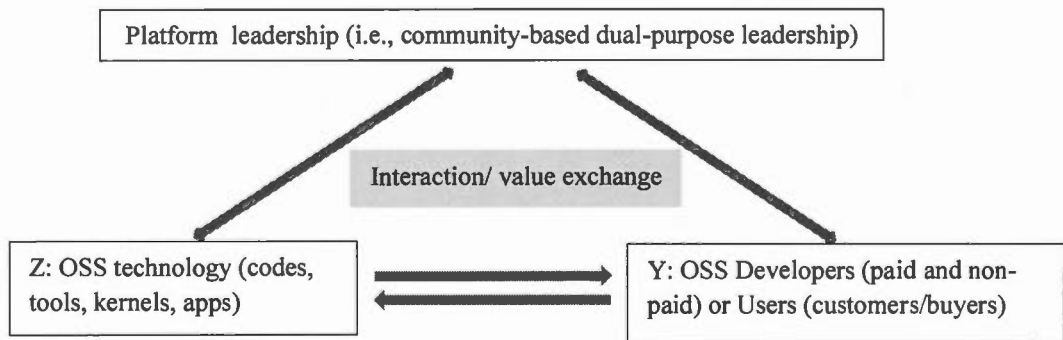 Platform leadership (i.e., community-based dual-purpose leadership)
Interaction/ value exchange
Z: OSS technology (codes,
tools, kernels, apps)
Y: OSS Developers (paid and non-
paid) or Users (customers/buyers)